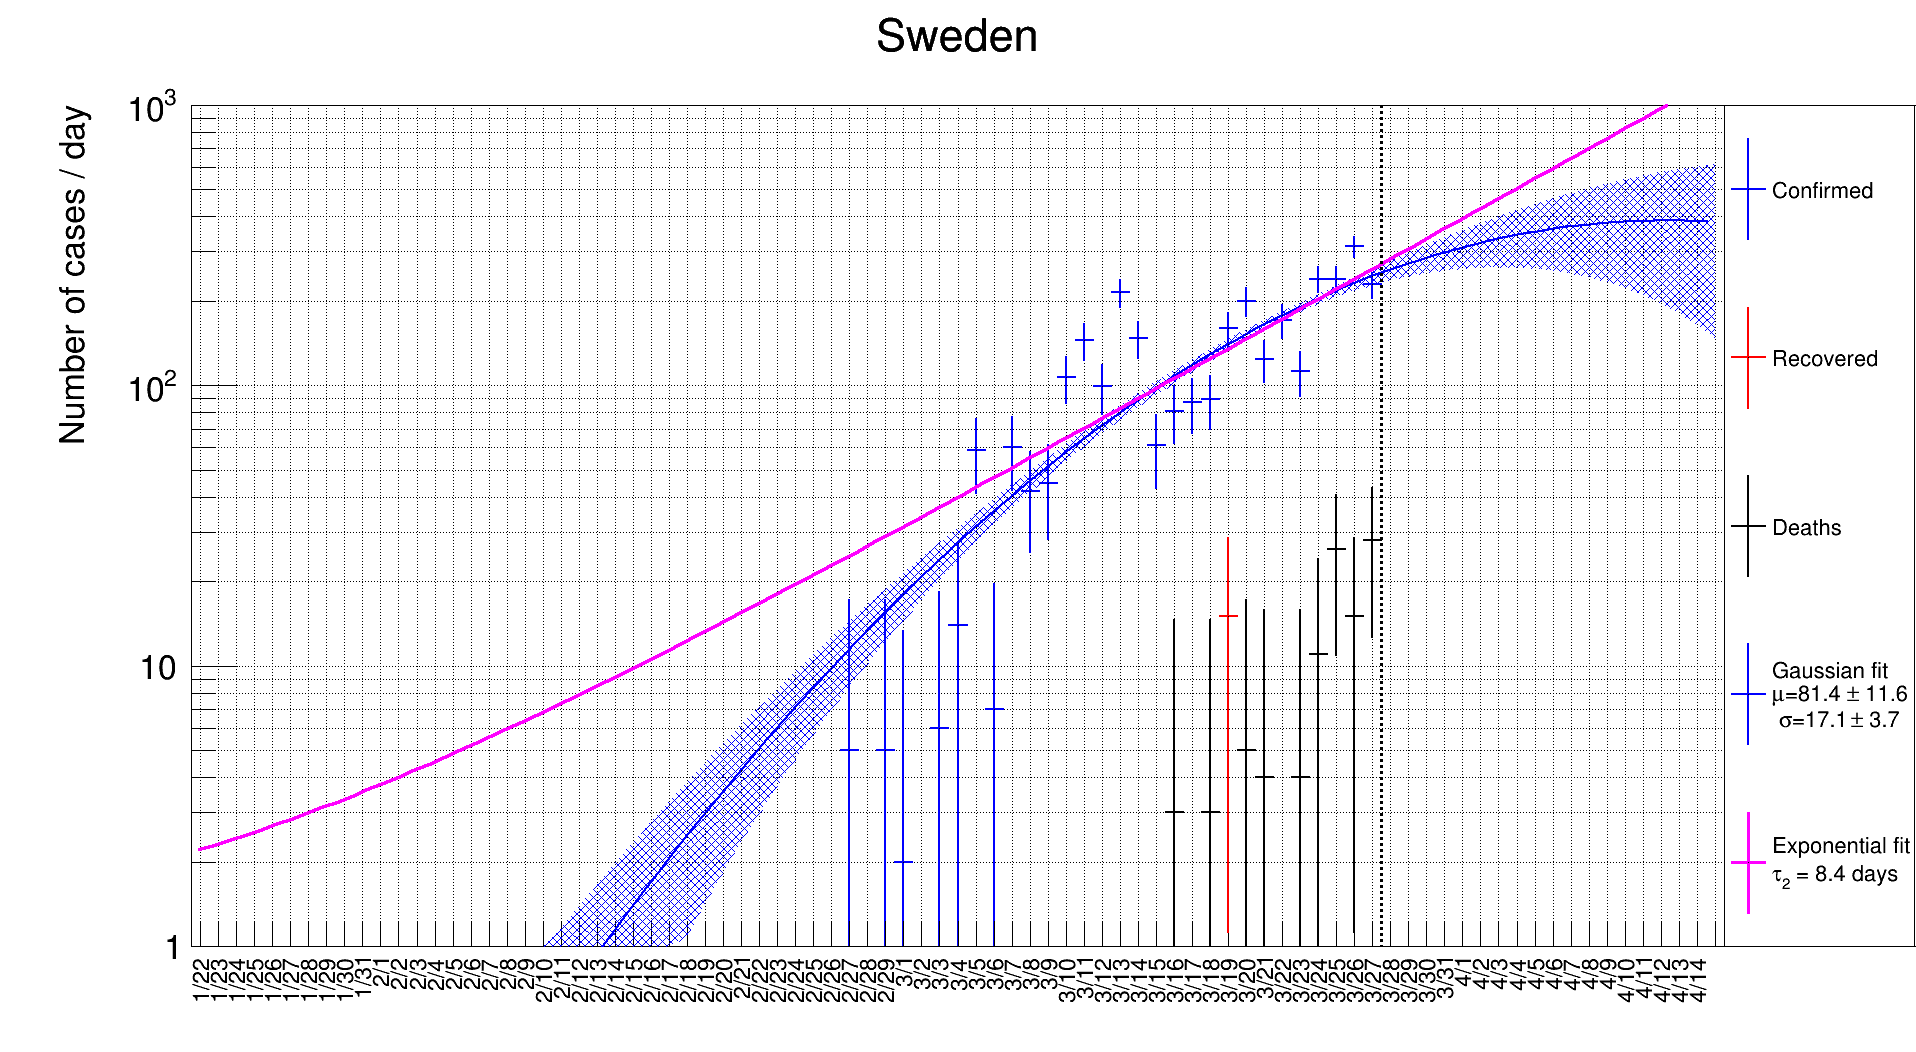 Sweden
Number of cases / day
10³
10²
10
1
1/22 1/23 1/24 1/25 1/26 1/27 1/28 1/29 1/30 1/31 2/1 2/2 2/3 2/4 2/5 2/6 2/7 2/8 2/9 2/10 2/11 2/12 2/13 2/14 2/15 2/16 2/17 2/18 2/19 2/20 2/21 2/22 2/23 2/24 2/25 2/26 2/27 2/28 2/29 3/1 3/2 3/3 3/4 3/5 3/6 3/7 3/8 3/9 3/10 3/11 3/12 3/13 3/14 3/15 3/16 3/17 3/18 3/19 3/20 3/21 3/22 3/23 3/24 3/25 3/26 3/27 3/28 3/29 3/30 3/31 4/1 4/2 4/3 4/4 4/5 4/6 4/7 4/8 4/9 4/10 4/11 4/12 4/13 4/14
Confirmed
Recovered
Deaths
Gaussian fit
μ=81.4 ± 11.6
σ=17.1 ± 3.7
Exponential fit
τ₂ = 8.4 days